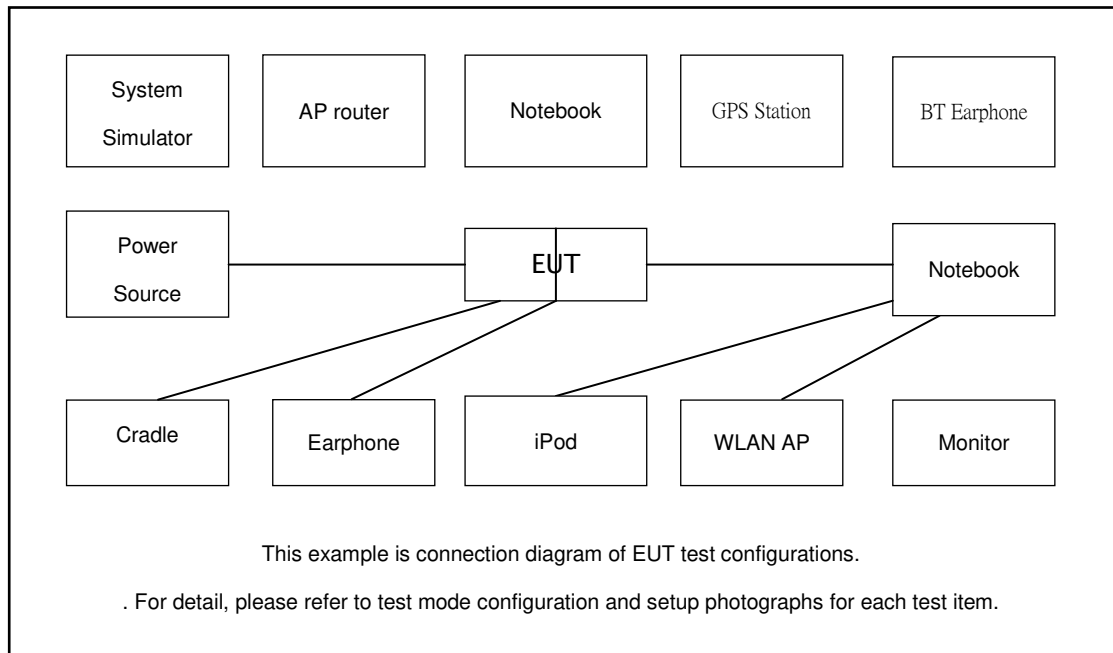 System
Simulator
AP router
Notebook
GPS Station
BT Earphone
Power
Source
EUT
Notebook
Cradle
Earphone
iPod
WLAN AP
Monitor
This example is connection diagram of EUT test configurations.
. For detail, please refer to test mode configuration and setup photographs for each test item.